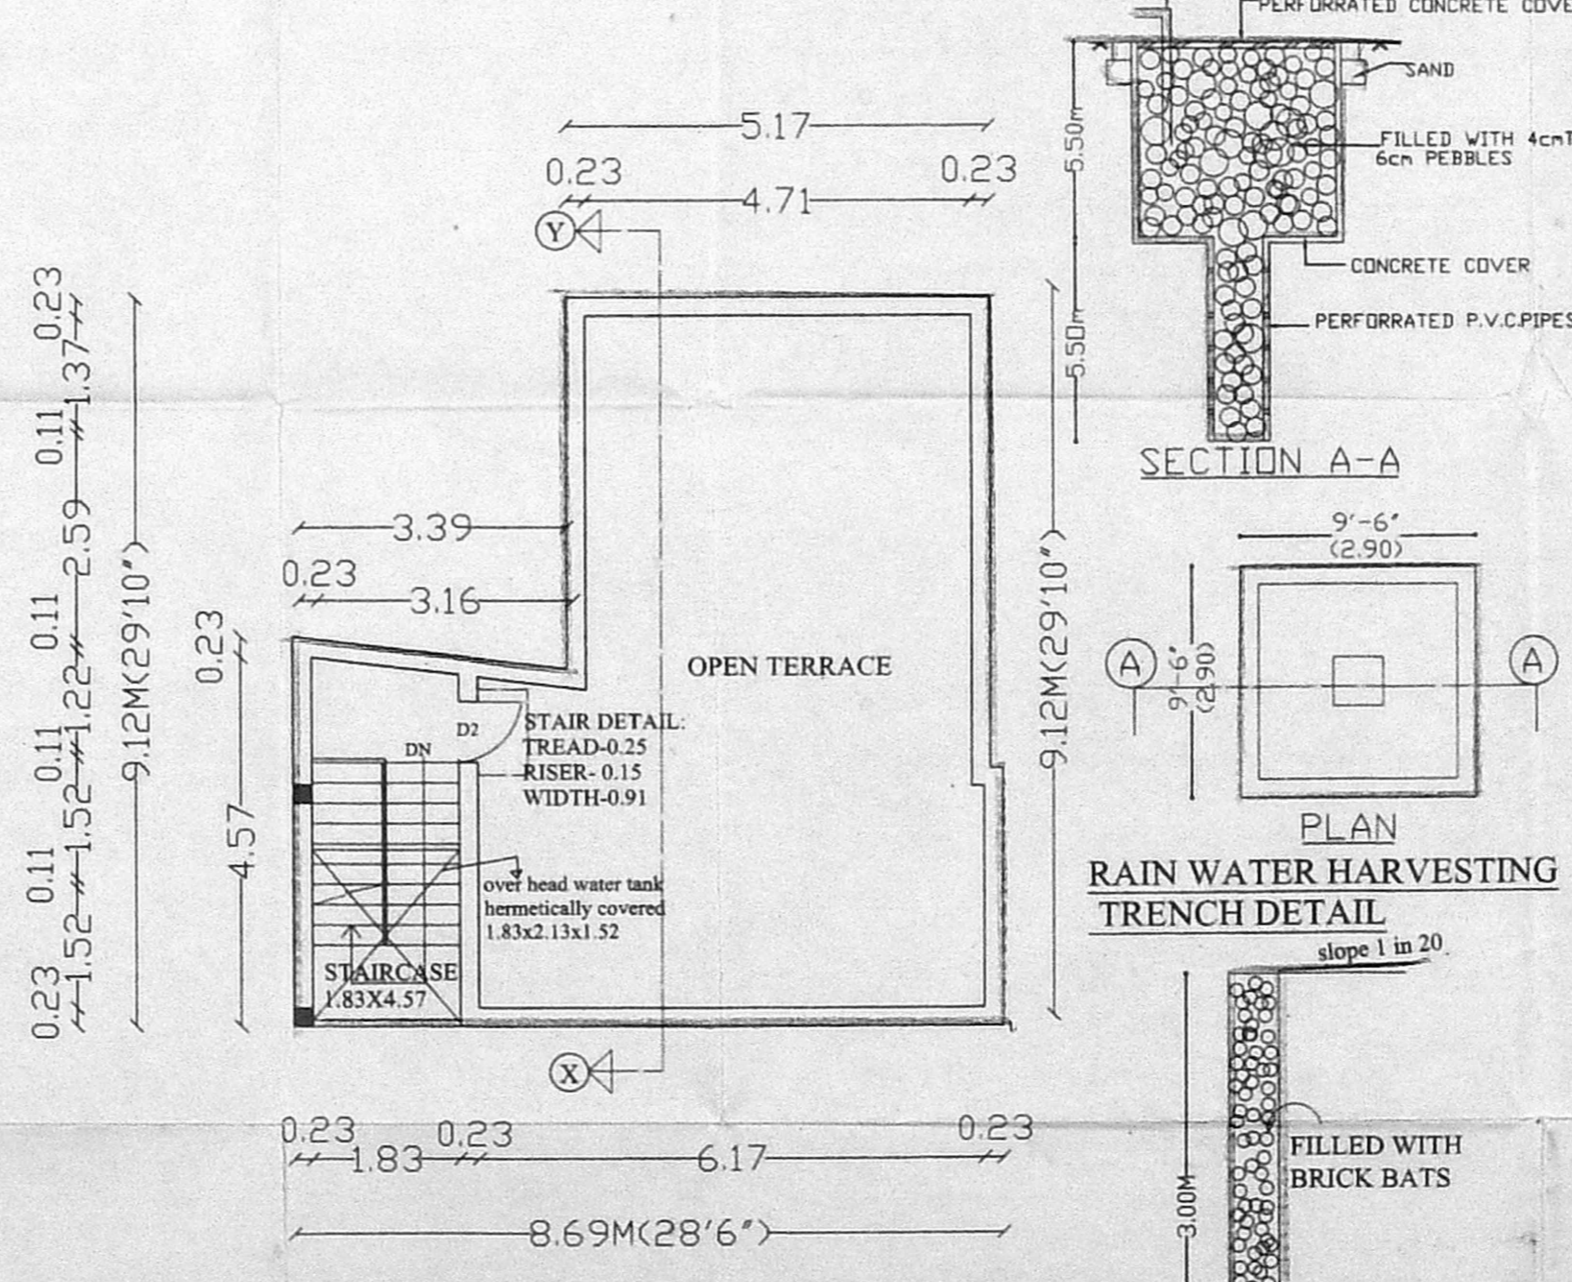 PERFORRATED CONCRETE COVE
SAND
5.50m
FILLED WITH 4cmT
6cm PEBBLES
CONCRETE COVER
5.50m
PERFORRATED P.V.C.PIPES
SECTION A-A
5.17
0.23
0.23
4.71
Y
0.23
1.37
0.11
2.59
0.11
1.22
0.11
1.52
0.11
1.52
0.23
9.12M(29'10")
3.39
0.23
3.16
0.23
4.57
OPEN TERRACE
9.12M(29'10")
D2
DN
STAIR DETAIL:
TREAD-0.25
RISER- 0.15
WIDTH-0.91
over head water tank
hermetically covered
1.83x2.13x1.52
STAIRCASE
1.83X4.57
X
0.23
0.23
0.23
1.83
6.17
8.69M(28'6")
9'-6"
(2.90)
A
9'-6"
(2.90)
A
PLAN
RAIN WATER HARVESTING
TRENCH DETAIL
slope 1 in 20
FILLED WITH
BRICK BATS
3.00M